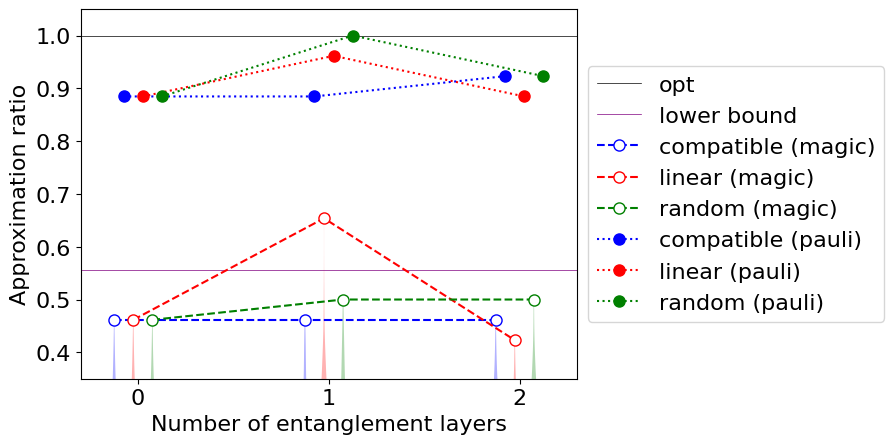 Approximation ratio
1.0
0.9
0.8
0.7
0.6
0.5
0.4
0
1
2
Number of entanglement layers
opt
lower bound
compatible (magic)
linear (magic)
random (magic)
compatible (pauli)
linear (pauli)
random (pauli)